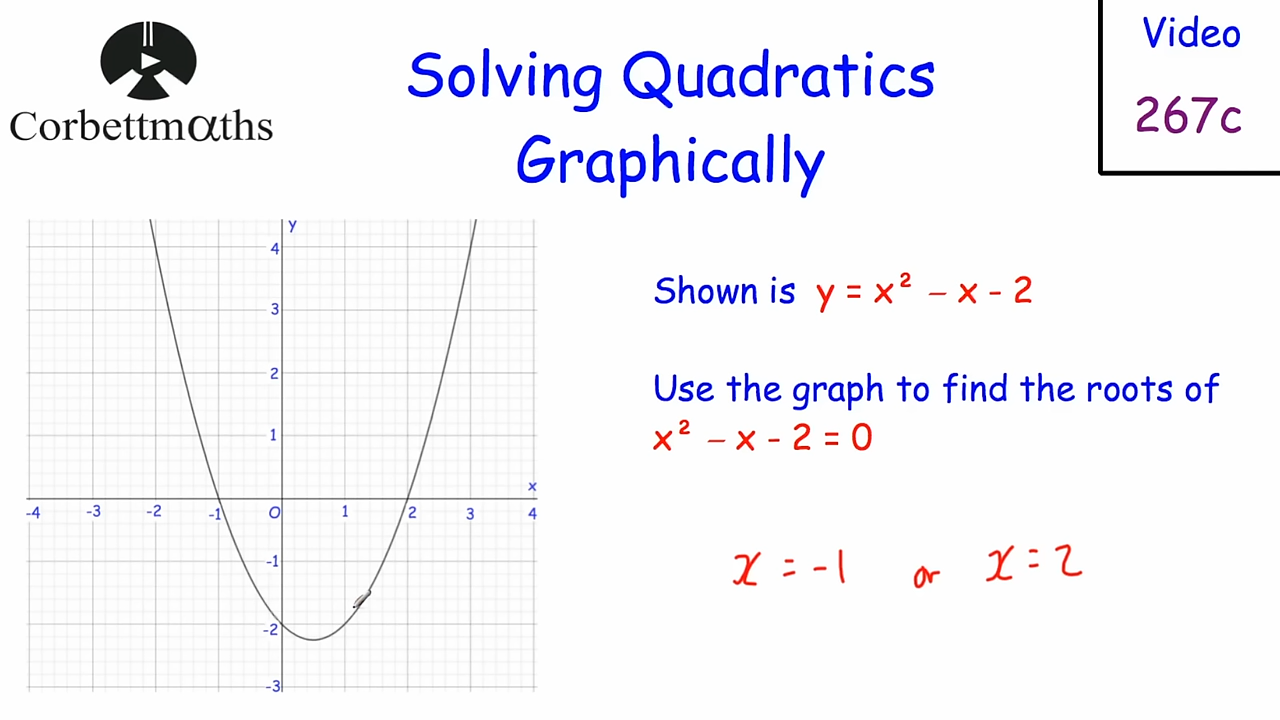 Corbettmαths
Solving Quadratics
Graphically
Video
267c
y
4
3
2
1
x
-4 -3 -2 -1 O 1 2 3 4
-1
-2
-3
Shown is y = x² – x - 2
Use the graph to find the roots of
x² – x - 2 = 0
x = -1 or x = 2